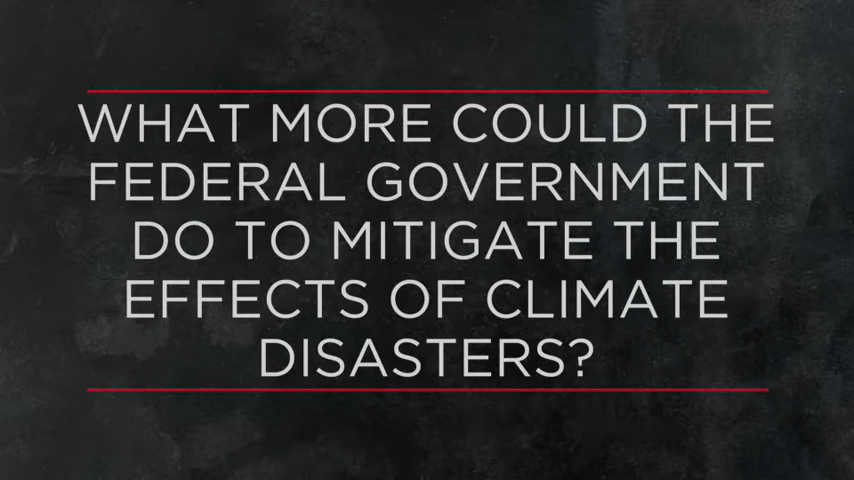 WHAT MORE COULD THE
FEDERAL GOVERNMENT
DO TO MITIGATE THE
EFFECTS OF CLIMATE
DISASTERS?